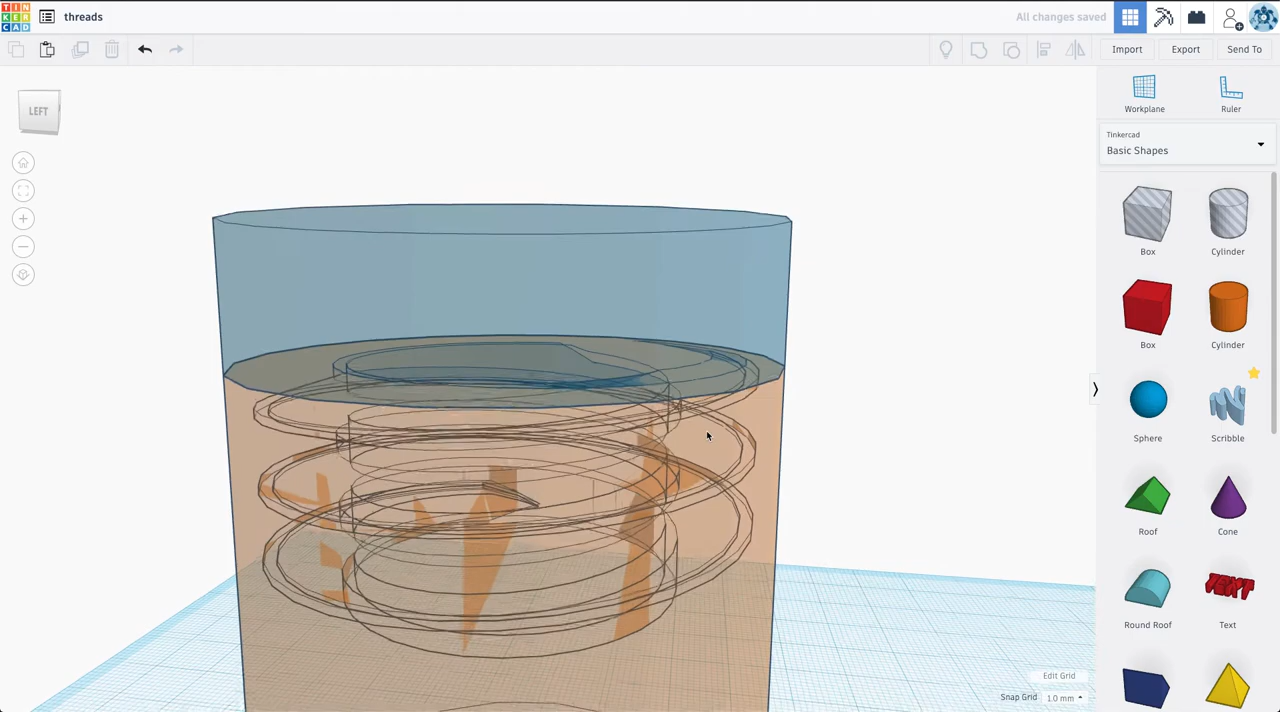 TIN
KER
CAD
threads
All changes saved
Import
Export
Send To
LEFT
Workplane
Ruler
Tinkercad
Basic Shapes
Box
Cylinder
Box
Cylinder
Sphere
Scribble
Roof
Cone
Round Roof
Text
TEXT
Edit Grid
Snap Grid
1.0 mm